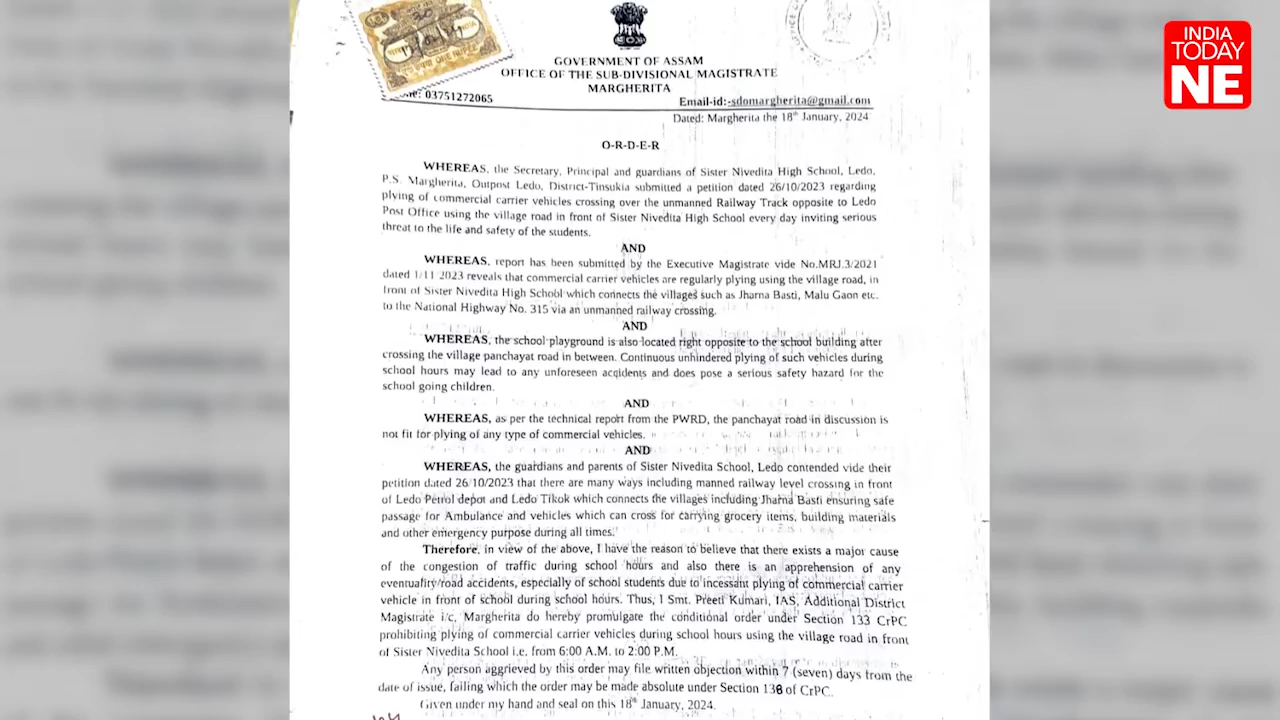 INDIA
TODAY
NE
GOVERNMENT OF ASSAM
OFFICE OF THE SUB-DIVISIONAL MAGISTRATE
MARGHERITA
03751272065
Email-id:-sdomargherita@gmail.com
Dated: Margherita the 18th January, 2024
O-R-D-E-R
WHEREAS, the Secretary, Principal and guardians of Sister Nivedita High School, Ledo,
P.S. Margherita, Outpost Ledo, District-Tinsukia submitted a petition dated 26/10/2023 regarding
plying of commercial carrier vehicles crossing over the unmanned Railway Track opposite to Ledo
Post Office using the village road in front of Sister Nivedita High School every day inviting serious
threat to the life and safety of the students.
AND
WHEREAS, report has been submitted by the Executive Magistrate vide No.MRJ.3/2021
dated 1/11 2023 reveals that commercial carrier vehicles are regularly plying using the village road, in
front of Sister Nivedita High School which connects the villages such as Jharna Basti, Malu Gaon etc.
to the National Highway No. 315 via an unmanned railway crossing.
AND
WHEREAS, the school playground is also located right opposite to the school building after
crossing the village panchayat road in between. Continuous unhindered plying of such vehicles during
school hours may lead to any unforeseen accidents and does pose a serious safety hazard for the
school going children.
AND
WHEREAS, as per the technical report from the PWRD, the panchayat road in discussion is
not fit for plying of any type of commercial vehicles.
AND
WHEREAS, the guardians and parents of Sister Nivedita School, Ledo contended vide their
petition dated 26/10/2023 that there are many ways including manned railway level crossing in front
of Ledo Petrol depot and Ledo Tikok which connects the villages including Jharna Basti ensuring safe
passage for Ambulance and vehicles which can cross for carrying grocery items, building materials
and other emergency purpose during all times.
Therefore, in view of the above, I have the reason to believe that there exists a major cause
of the congestion of traffic during school hours and also there is an apprehension of any
eventuality/road accidents, especially of school students due to incessant plying of commercial carrier
vehicle in front of school during school hours. Thus, I Smt. Preeti Kumari, IAS, Additional District
Magistrate i/c, Margherita do hereby promulgate the conditional order under Section 133 CrPC
prohibiting plying of commercial carrier vehicles during school hours using the village road in front
of Sister Nivedita School i.e. from 6:00 A.M. to 2:00 P.M.
Any person aggrieved by this order may file written objection within 7 (seven) days from the
date of issue, failing which the order may be made absolute under Section 138 of CrPC.
Given under my hand and seal on this 18th January, 2024.